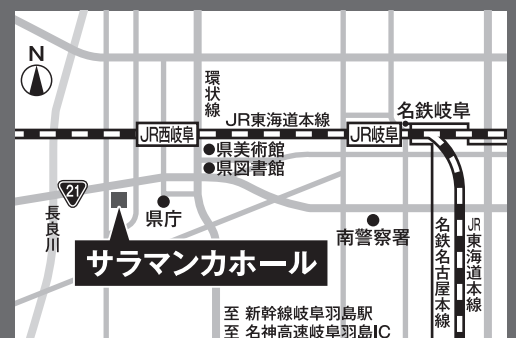 N
環状線
名鉄岐阜
JR東海道本線
JR西岐阜
JR岐阜
県美術館
県図書館
21
長良川
県庁
南警察署
名鉄名古屋本線
JR東海道本線
サラマンカホール
至 新幹線岐阜羽島駅
至 名神高速岐阜羽島IC